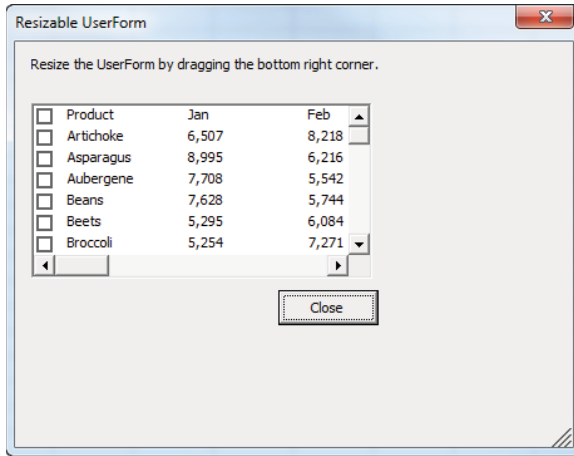 Resizable UserForm
Resize the UserForm by dragging the bottom right corner.
Product Jan Feb
Artichoke 6,507 8,218
Asparagus 8,995 6,216
Aubergene 7,708 5,542
Beans 7,628 5,744
Beets 5,295 6,084
Broccoli 5,254 7,271
Close